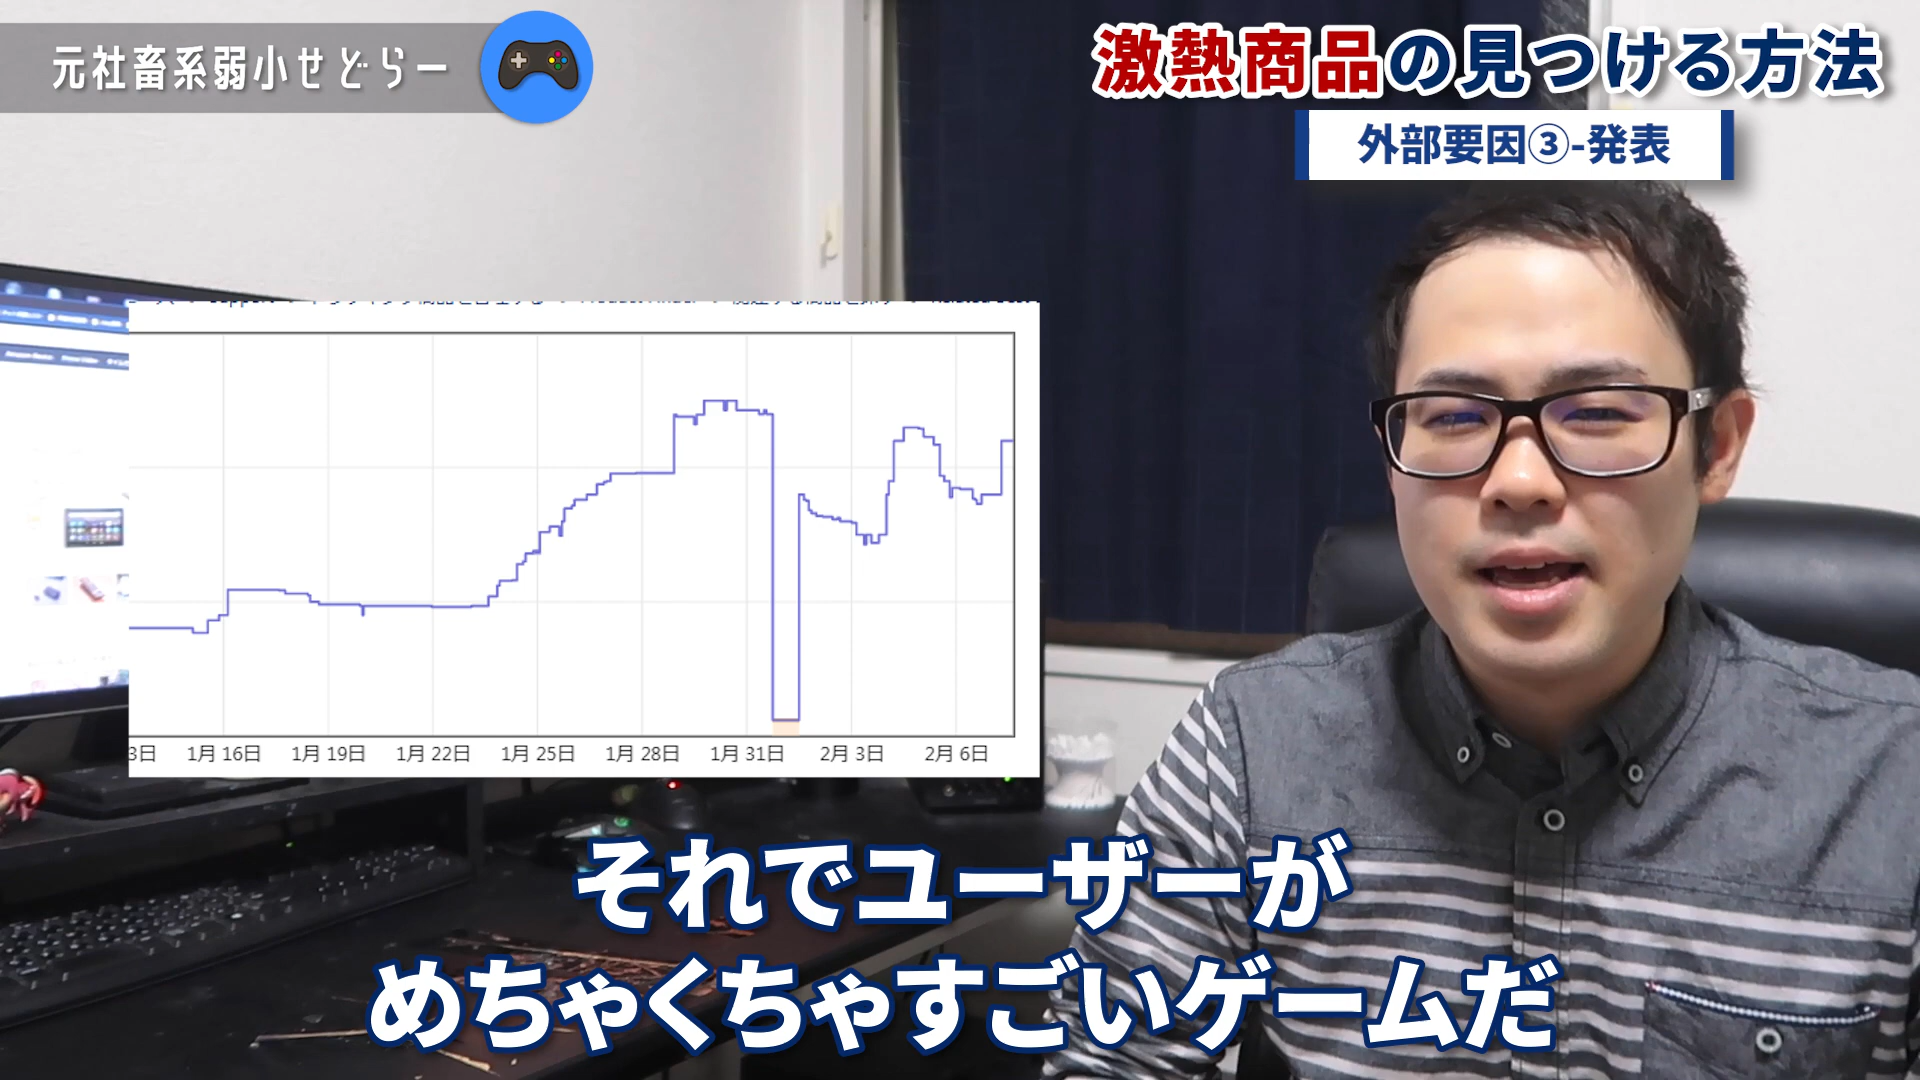 元社畜系弱小せどらー
激熱商品の見つける方法
外部要因③-発表
3日
1月 16日
1月 19日
1月 22日
1月 25日
1月 28日
1月 31日
2月 3日
2月 6日
それでユーザーが
めちゃくちゃすごいゲームだ